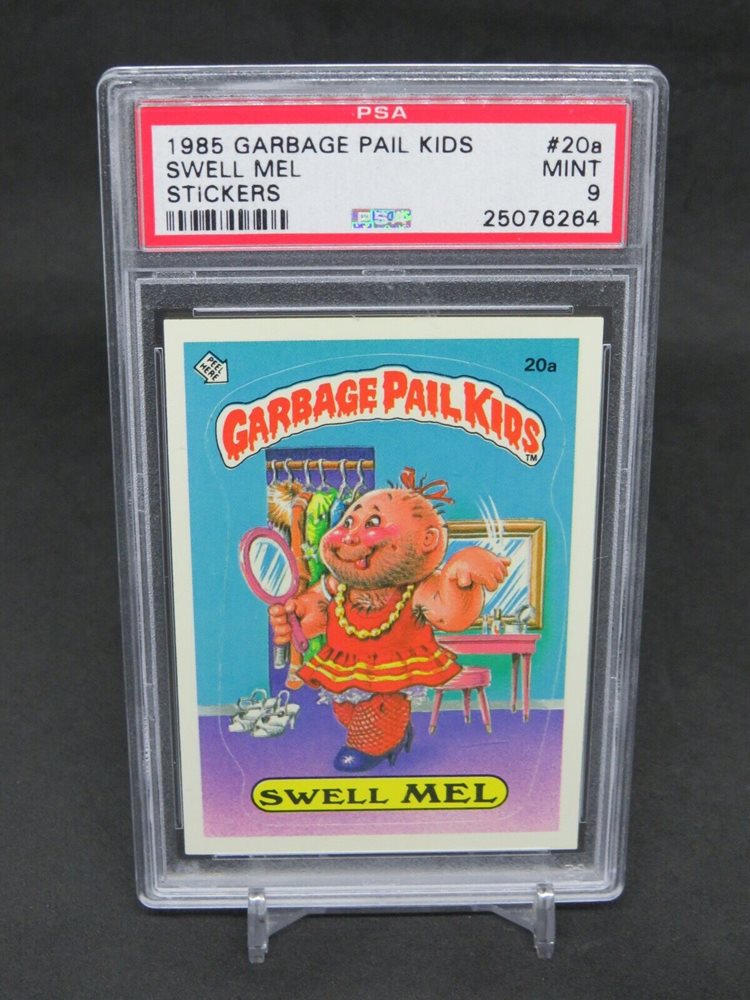 PSA
1985 GARBAGE PAIL KIDS #20a
SWELL MEL MINT
STICKERS 9
25076264
PEEL HERE
20a
GARBAGE PAIL KIDS
TM
SWELL MEL